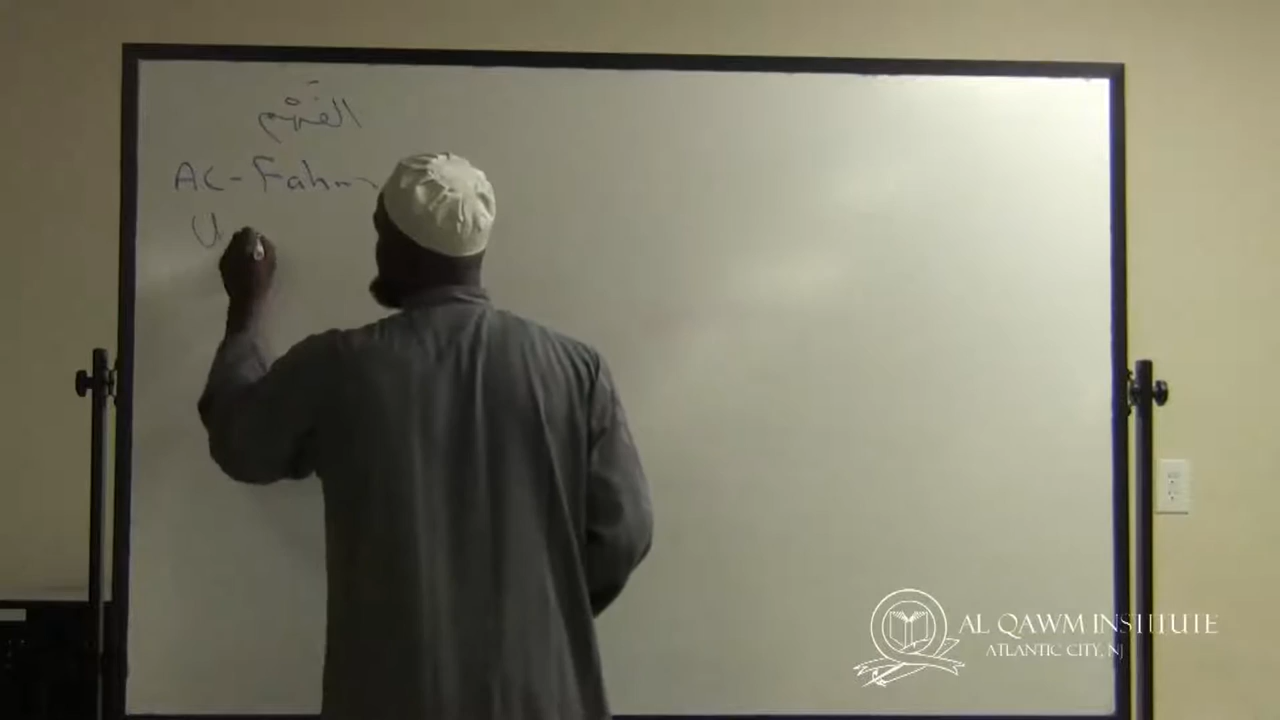 الفهم
AL-Fahm
U
AL QAWM INSTITUTE
ATLANTIC CITY, NJ